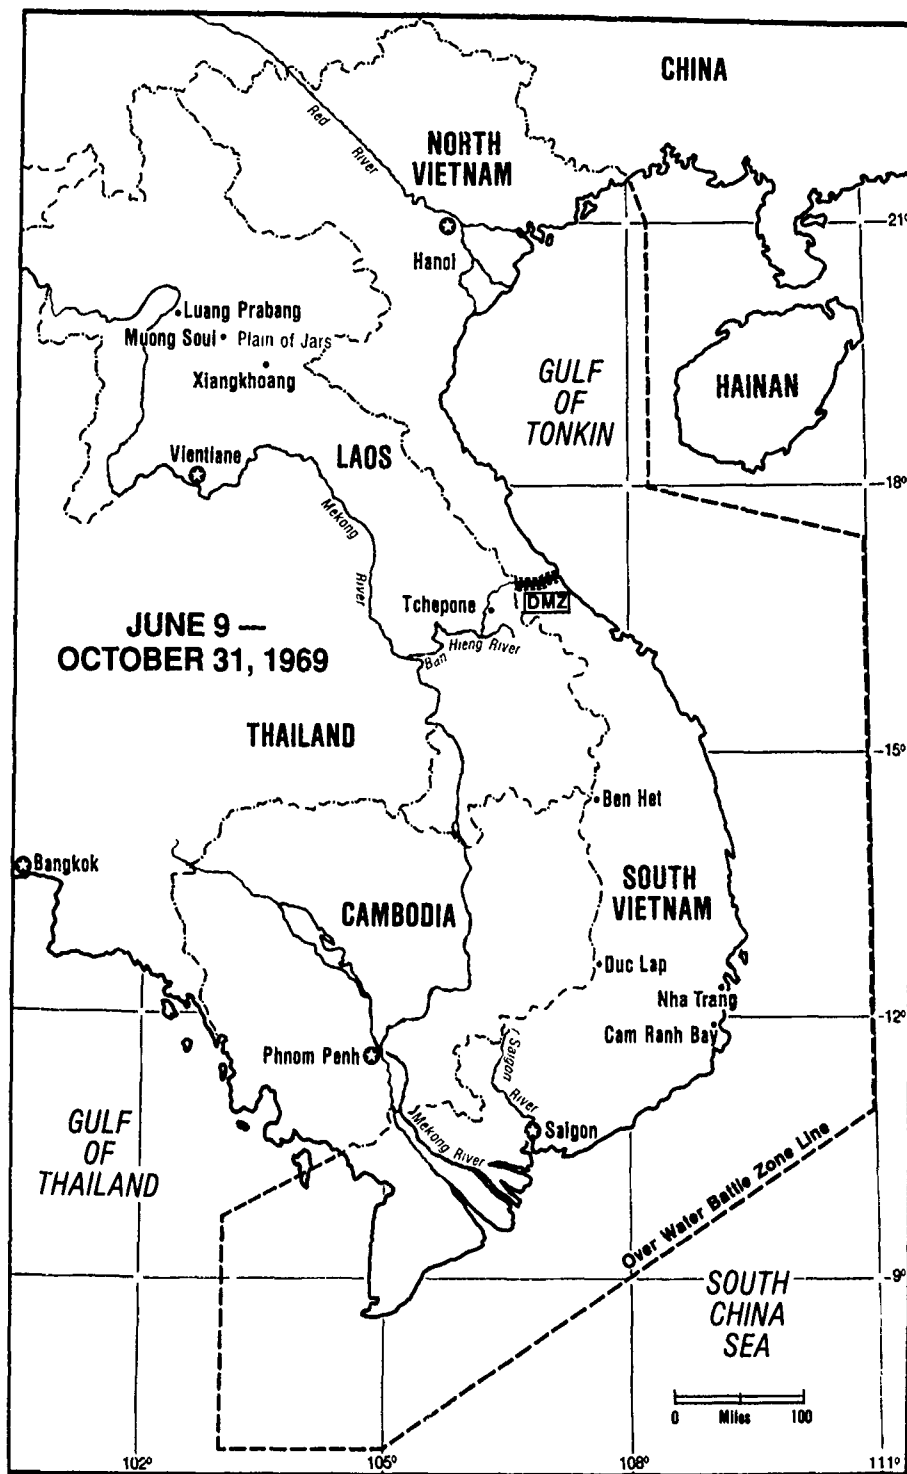 CHINA
Red
River
NORTH
VIETNAM
21°
Hanoi
Luang Prabang
Muong Soui
Plain of Jars
Xiangkhoang
GULF
OF
TONKIN
HAINAN
Vientiane
LAOS
18°
Mekong
River
Tchepone
DMZ
Ban Hieng River
JUNE 9 —
OCTOBER 31, 1969
THAILAND
15°
Ben Het
Bangkok
SOUTH
VIETNAM
CAMBODIA
Duc Lap
Nha Trang
12°
Cam Ranh Bay
Phnom Penh
Saigon
River
Saigon
Mekong River
GULF
OF
THAILAND
Over Water Battle Zone Line
9°
SOUTH
CHINA
SEA
0 Miles 100
102° 105° 108° 111°